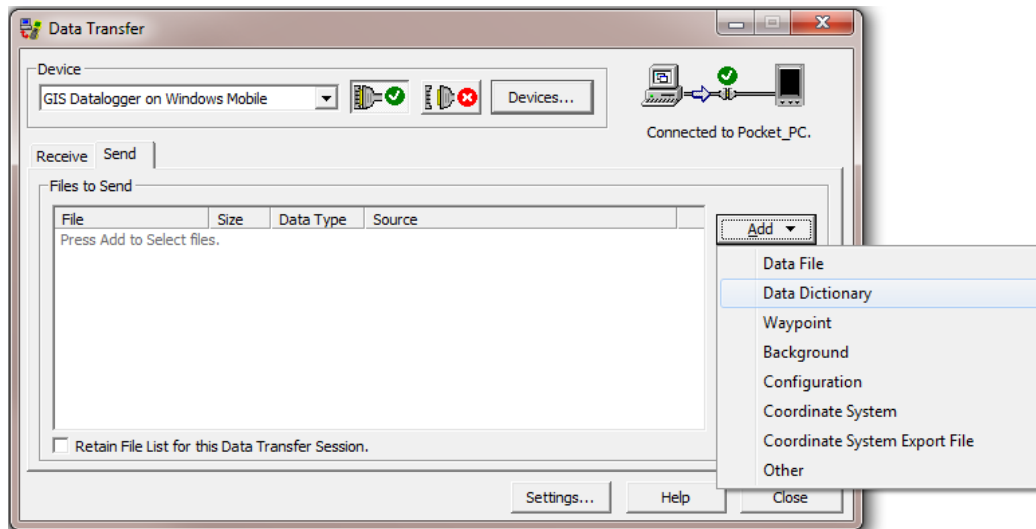 Data Transfer
Device
GIS Datalogger on Windows Mobile
Devices...
Connected to Pocket_PC.
Receive Send
Files to Send
File Size Data Type Source
Press Add to Select files.
Add
Data File
Data Dictionary
Waypoint
Background
Configuration
Coordinate System
Coordinate System Export File
Other
Retain File List for this Data Transfer Session.
Settings... Help Close